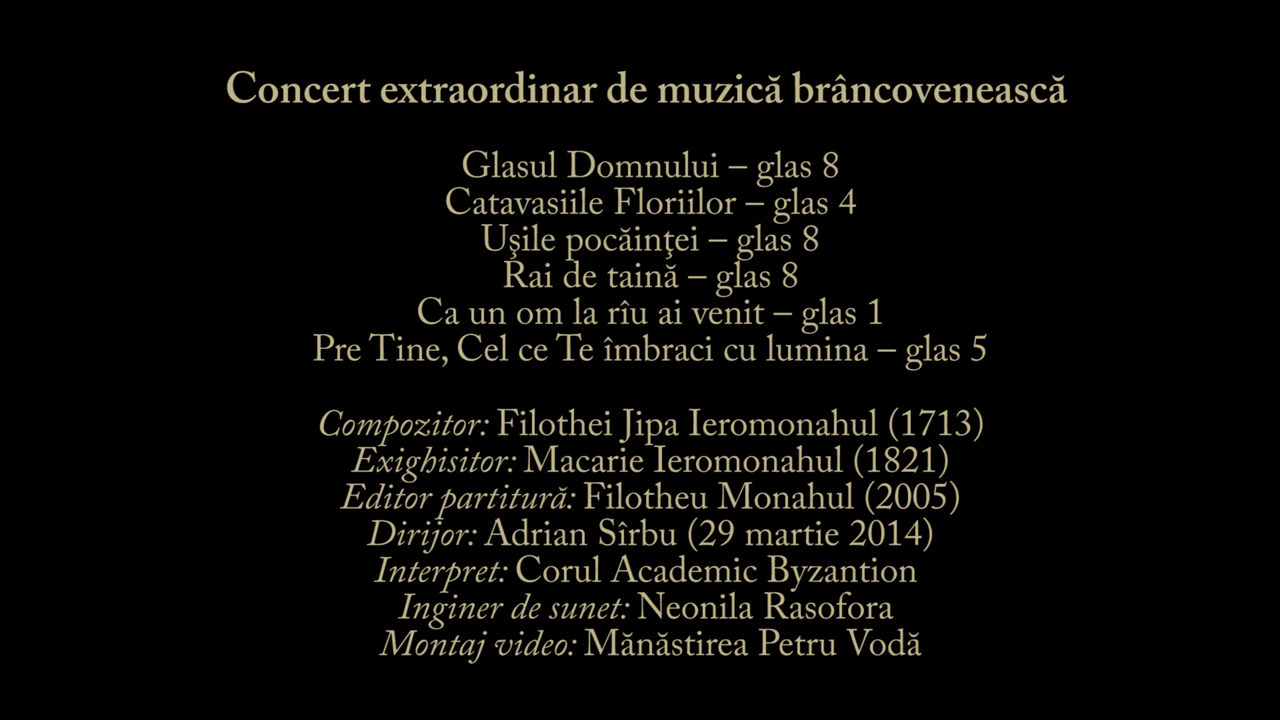 Concert extraordinar de muzică brâncovenească
Glasul Domnului – glas 8
Catavasiile Floriilor – glas 4
Uşile pocăinţei – glas 8
Rai de taină – glas 8
Ca un om la rîu ai venit – glas 1
Pre Tine, Cel ce Te îmbraci cu lumina – glas 5
Compozitor: Filothei Jipa Ieromonahul (1713)
Exighisitor: Macarie Ieromonahul (1821)
Editor partitură: Filotheu Monahul (2005)
Dirijor: Adrian Sîrbu (29 martie 2014)
Interpret: Corul Academic Byzantion
Inginer de sunet: Neonila Rasofora
Montaj video: Mănăstirea Petru Vodă